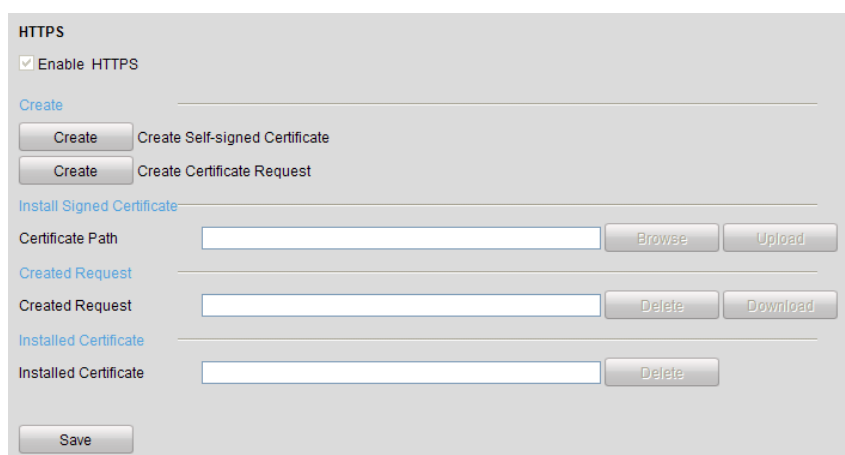 HTTPS
Enable HTTPS
Create
Create Create Self-signed Certificate
Create Create Certificate Request
Install Signed Certificate
Certificate Path Browse Upload
Created Request
Created Request Delete Download
Installed Certificate
Installed Certificate Delete
Save